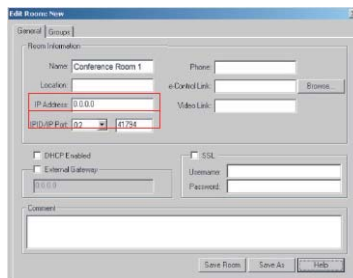 Edit Room: New
General Groups
Room Information
Name: Conference Room 1 Phone:
Location: e-Control Link: Browse...
IP Address: 0.0.0.0 Video Link:
IPID/IP Port: 02 41794
DHCP Enabled SSL
External Gateway Username:
0.0.0.0 Password:
Comment
Save Room Save As Help